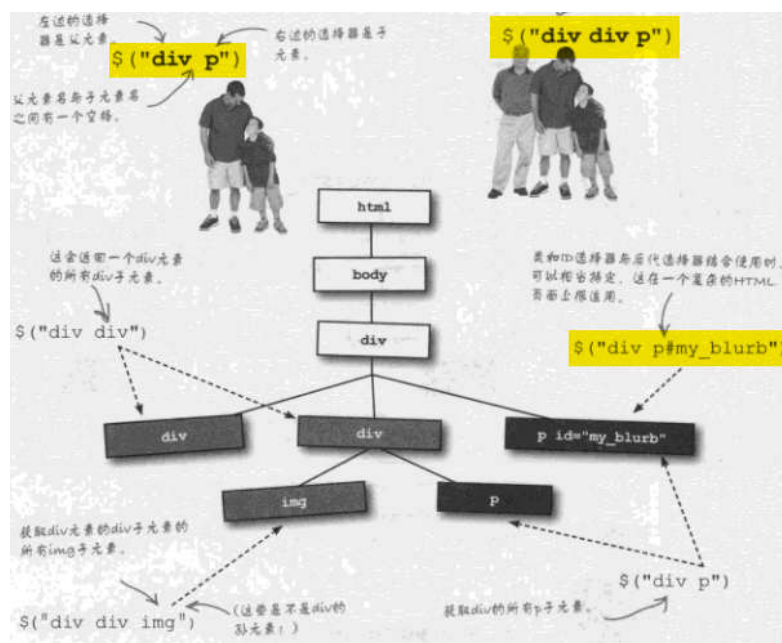 左边的选择
器是父元素。
$("div p")
右边的选择器是子
元素。
父元素名与子元素名
之间有一个空格。
$("div div p")
html
body
div
这会返回一个div元素
的所有div子元素。
$("div div")
类和ID选择器与后代选择器结合使用时,
可以相当特定，这在一个复杂的HTML
页面上很适用。
$("div p#my_blurb")
div
div
p id="my_blurb"
img
p
获取div元素的div子元素的
所有img子元素。
$("div div img")
(这些是不是div的
孙元素？)
获取div的所有p子元素。
$("div p")